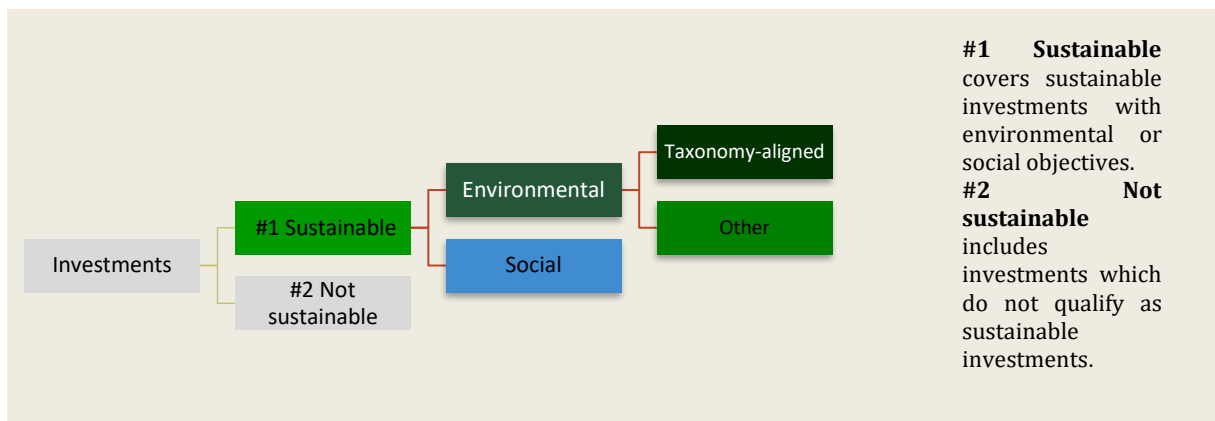 Investments
#1 Sustainable
#2 Not
sustainable
Environmental
Social
Taxonomy-aligned
Other
#1 Sustainable
covers sustainable
investments with
environmental or
social objectives.
#2 Not
sustainable
includes
investments which
do not qualify as
sustainable
investments.